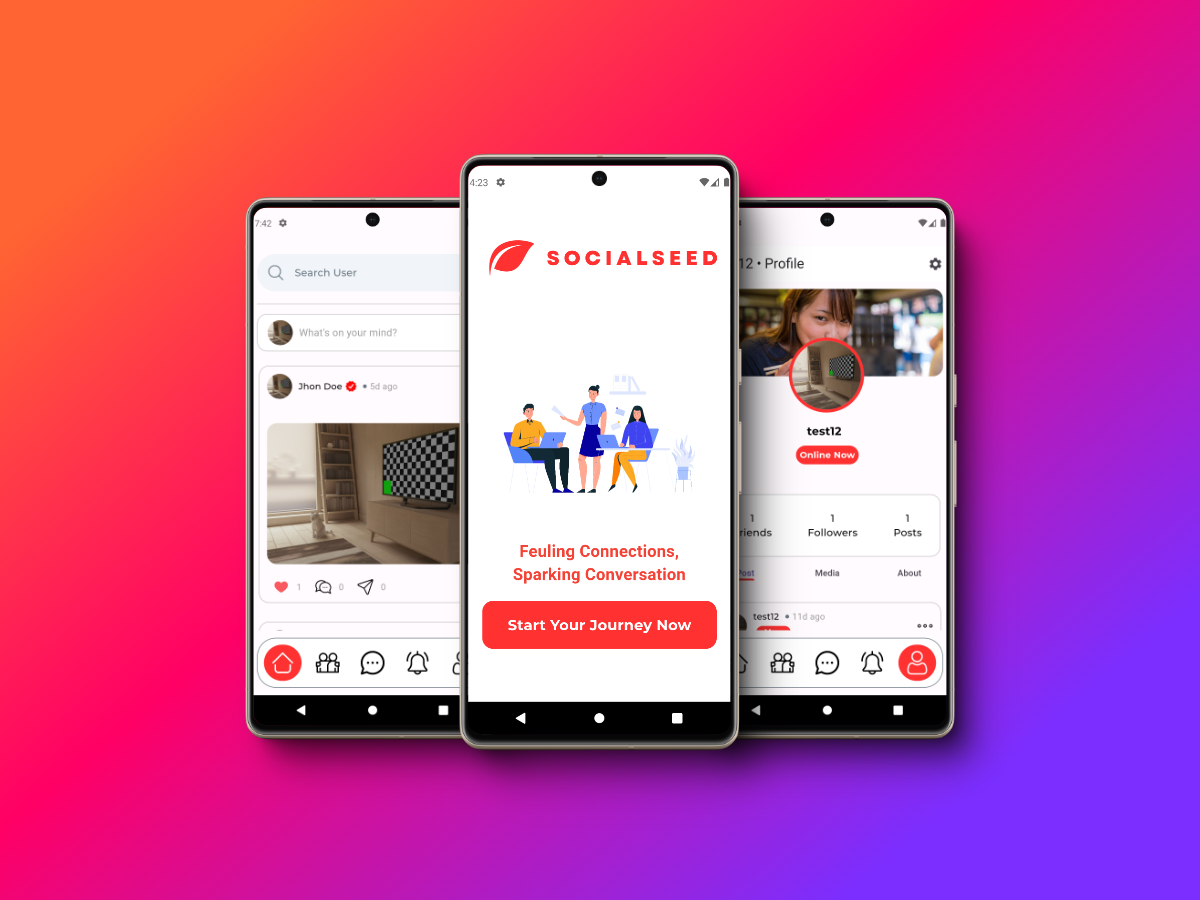 7:42
Search User
What's on your mind?
Jhon Doe • 5d ago
1 0 0
4:23
SOCIALSEED
Feuling Connections,
Sparking Conversation
Start Your Journey Now
12 • Profile
test12
Online Now
1 1 1
riends Followers Posts
ost Media About
test12 • 11d ago